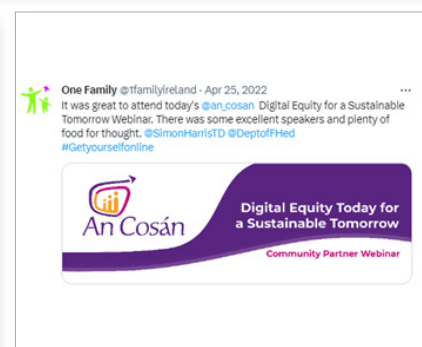 One Family @1familyireland · Apr 25, 2022
It was great to attend today's @an_cosan Digital Equity for a Sustainable
Tomorrow Webinar. There was some excellent speakers and plenty of
food for thought. @SimonHarrisTD @DeptofFHed
#Getyourselfonline
An Cosán
Digital Equity Today for
a Sustainable Tomorrow
Community Partner Webinar